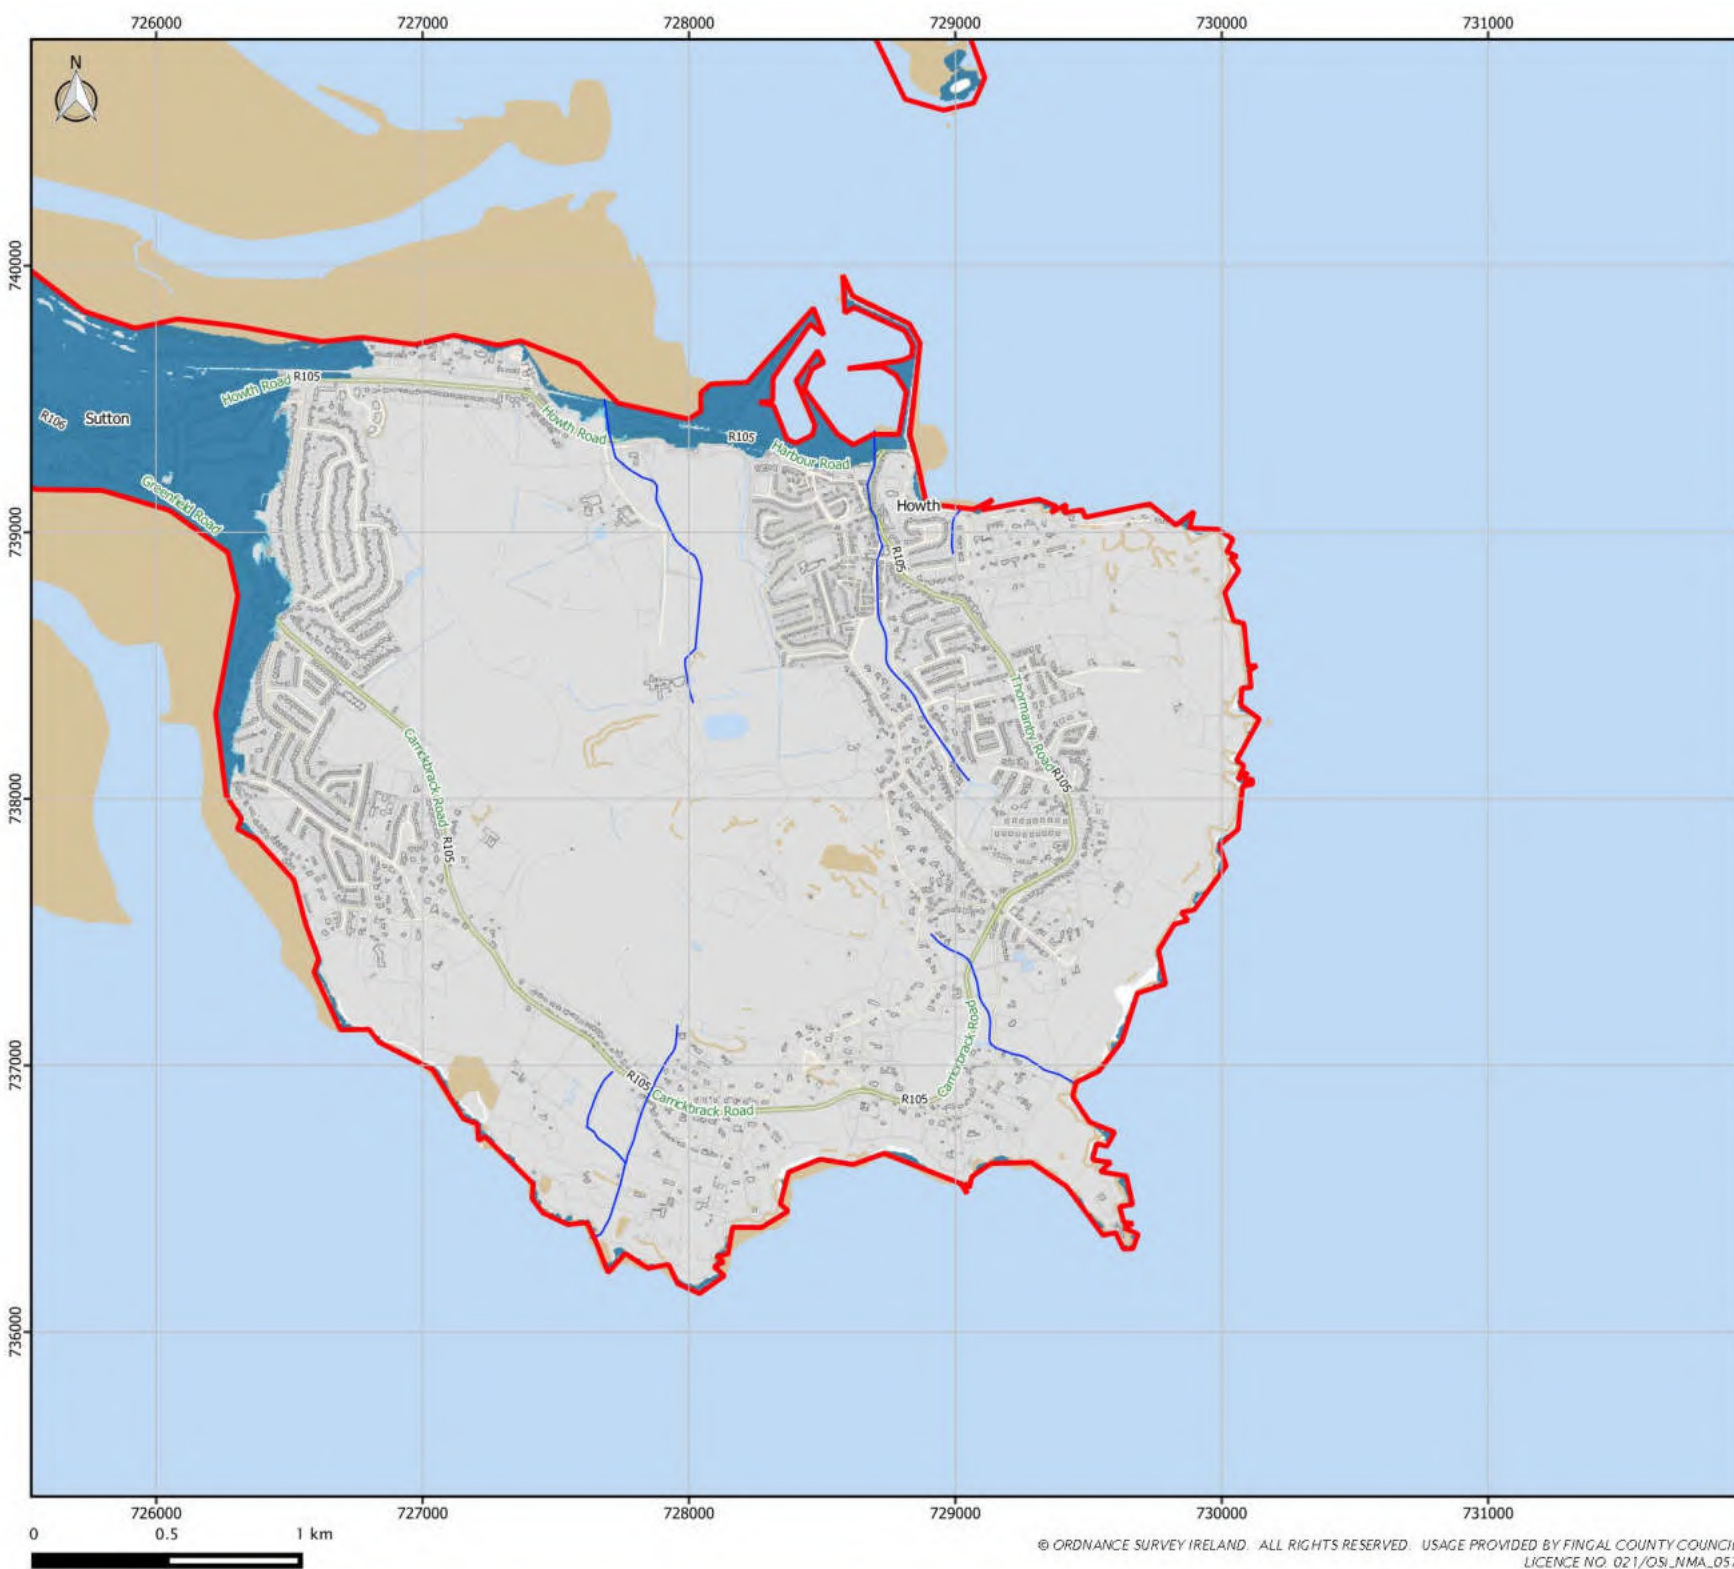 726000 727000 728000 729000 730000 731000
N
740000
R105
Howth Road
R106
Sutton
Howth Road
R105
Harbour Road
Greenfield Road
Howth
739000
R105
Thormanby Road
R105
Carrickbrack Road
738000
R105
Carrickbrack Road
737000
R105
Carrickbrack Road
R105
736000
726000 727000 728000 729000 730000 731000
0 0.5 1 km
© ORDNANCE SURVEY IRELAND. ALL RIGHTS RESERVED. USAGE PROVIDED BY FINGAL COUNTY COUNCI
LICENCE NO. 021/OSI_NMA_057